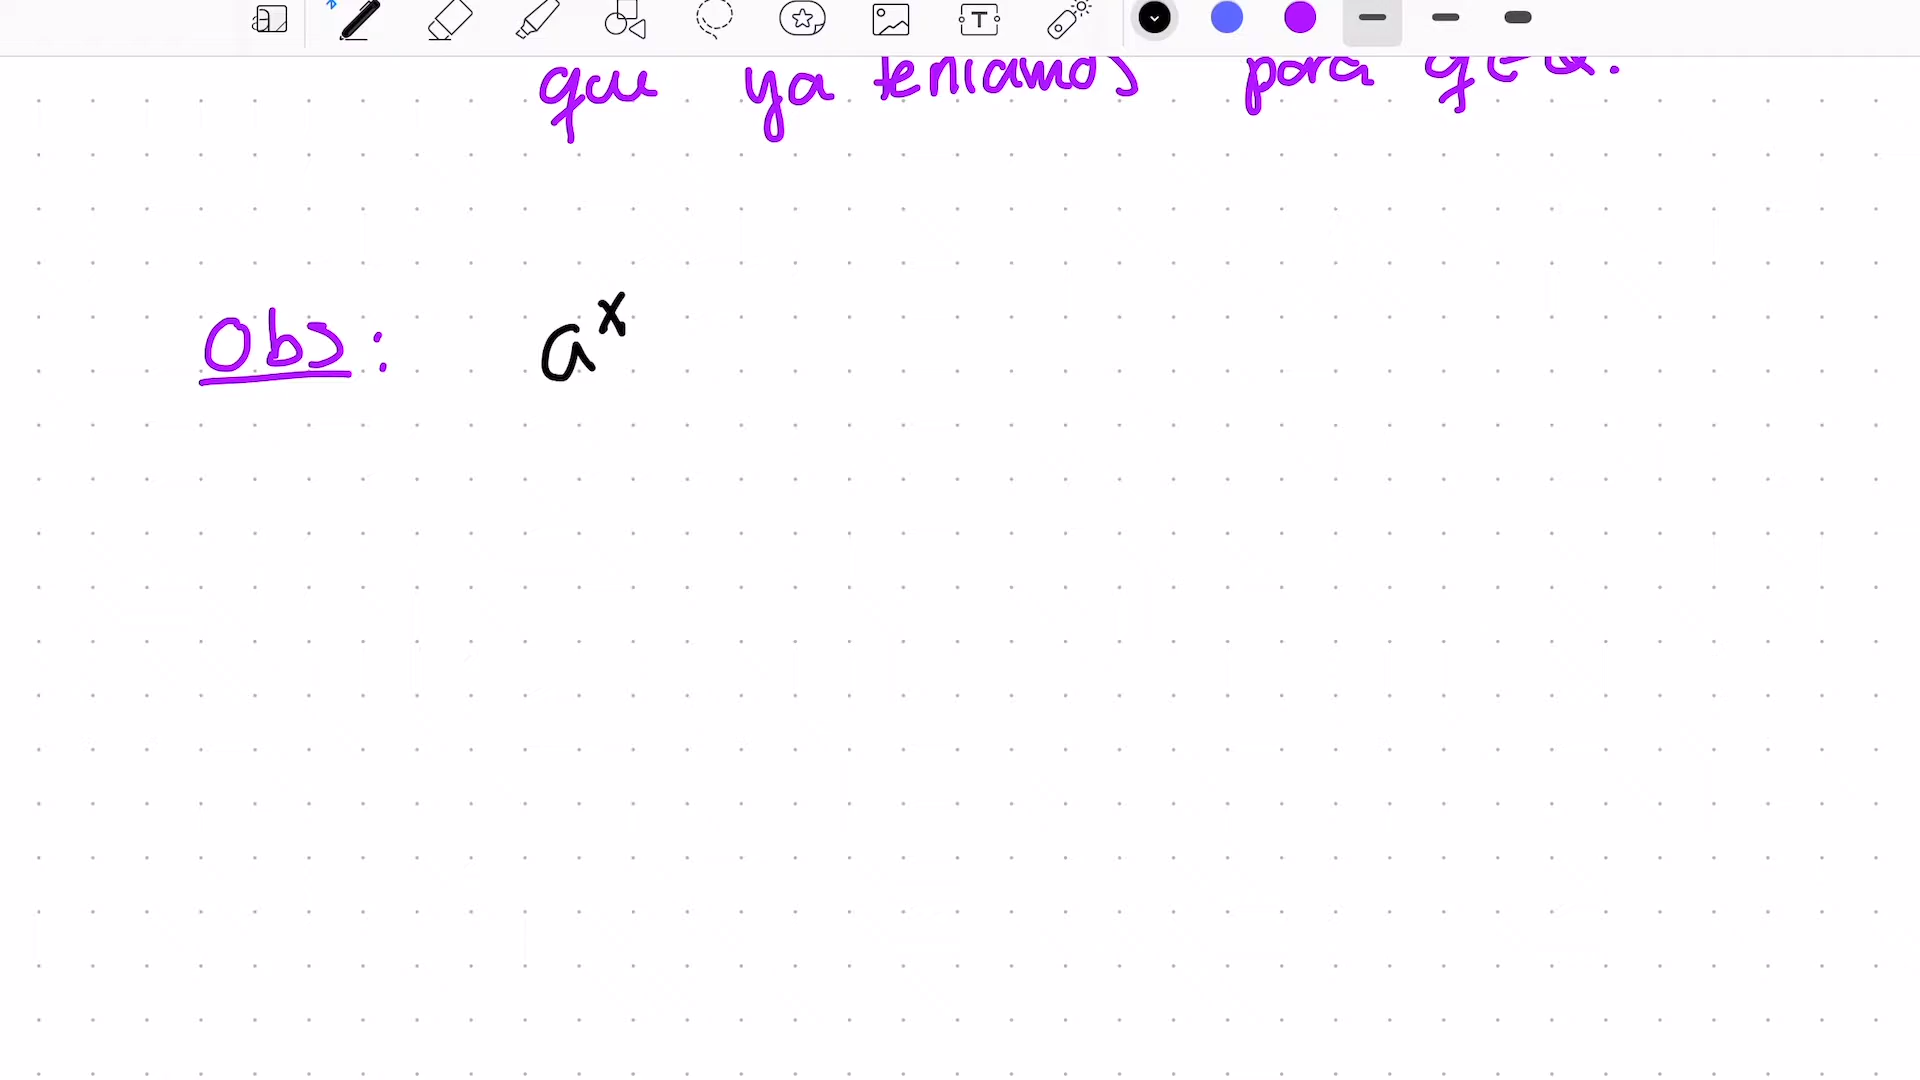 que ya teníamos para q ∈ Q.
Obs: a^x